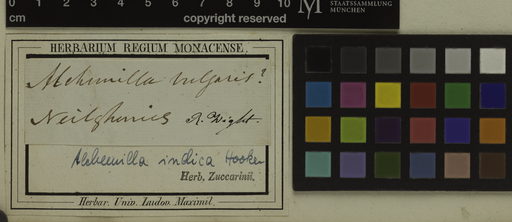 0 1 2 3 4 5 6 7 8 9 10
cm copyright reserved
M STAATSSAMMLUNG
MÜNCHEN
HERBARIUM REGIUM MONACENSE.
Alchemilla vulgaris?
Neilgherries R. Wight.
Alchemilla indica Hooker
Herb. Zuccarinii.
Herbar. Univ. Ludov. Maximil.